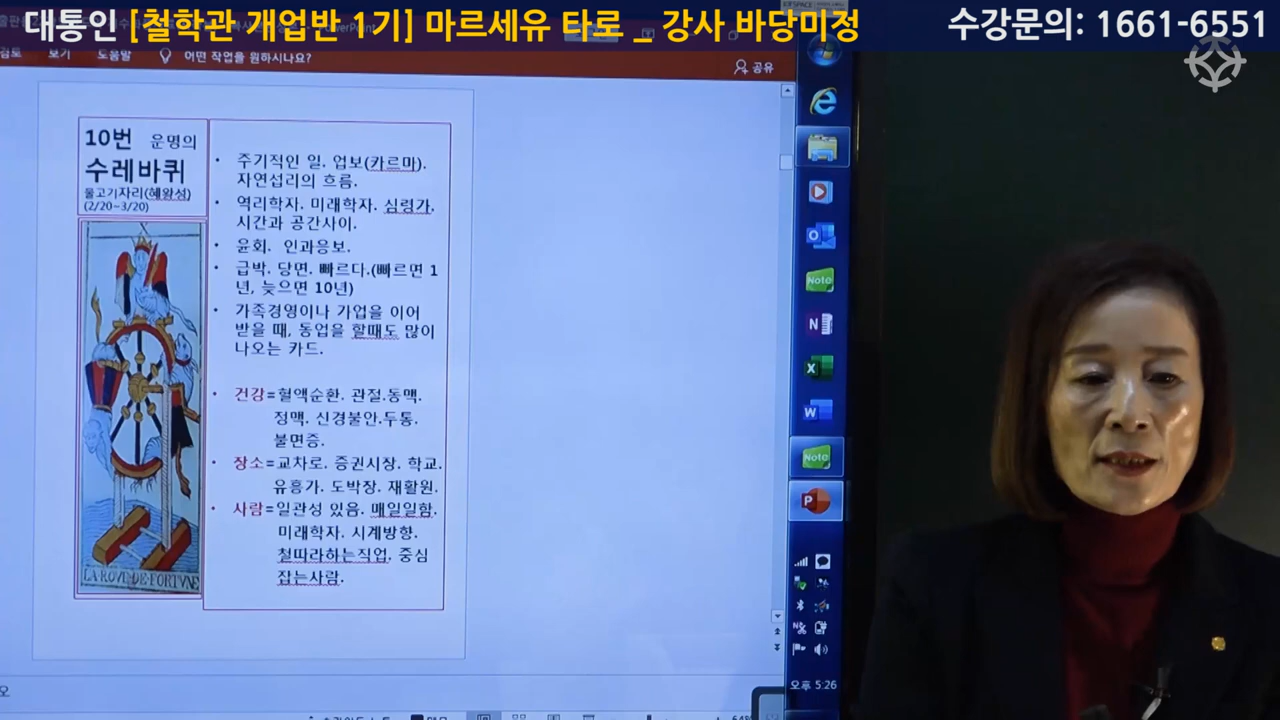 대통인 [철학관 개업반 1기] 마르세유 타로 _ 강사 바당미정
수강문의: 1661-6551
검토 보기 도움말 어떤 작업을 원하시나요?
공유
10번 운명의
수레바퀴
물고기자리(혜왕성)
(2/20~3/20)
X
LA·ROVE·DE·FORTVNE
• 주기적인 일. 업보(카르마).
자연섭리의 흐름.
• 역리학자. 미래학자. 심령가.
시간과 공간사이.
• 윤회. 인과응보.
• 급박. 당면. 빠르다.(빠르면 1
년, 늦으면 10년)
• 가족경영이나 가업을 이어
받을 때, 동업을 할때도 많이
나오는 카드.
• 건강=혈액순환. 관절.동맥.
정맥. 신경불안.두통.
불면증.
• 장소=교차로. 증권시장. 학교.
유흥가. 도박장. 재활원.
• 사람=일관성 있음. 매일일함.
미래학자. 시계방향.
철따라하는직업. 중심
잡는사람.
Note
N
X
W
Note
P
오후 5:26
64%